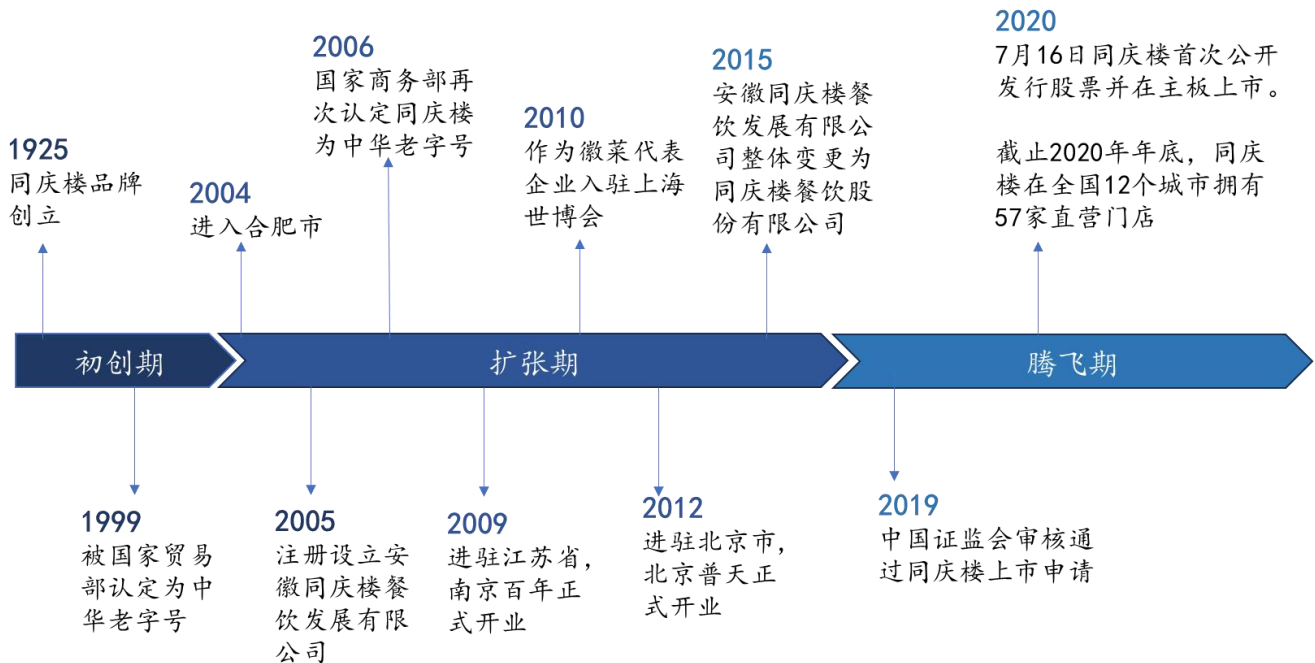 2006
国家商务部再
次认定同庆楼
为中华老字号
2015
安徽同庆楼餐
饮发展有限公
司整体变更为
同庆楼餐饮股
份有限公司
2020
7月16日同庆楼首次公开
发行股票并在主板上市。
截止2020年年底，同庆
楼在全国12个城市拥有
57家直营门店
1925
同庆楼品牌
创立
2004
进入合肥市
2010
作为徽菜代表
企业入驻上海
世博会
初创期
扩张期
腾飞期
1999
被国家贸易
部认定为中
华老字号
2005
注册设立安
徽同庆楼餐
饮发展有限
公司
2009
进驻江苏省，
南京百年正
式开业
2012
进驻北京市，
北京普天正
式开业
2019
中国证监会审核通
过同庆楼上市申请